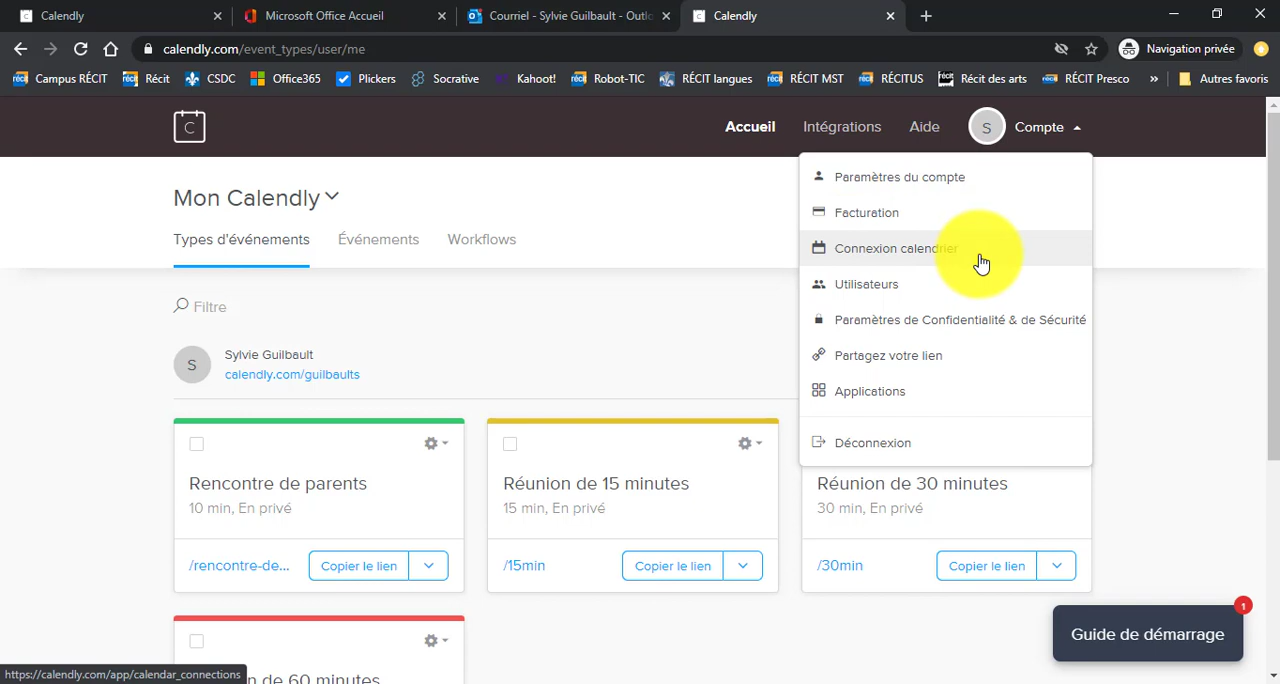 Calendly
Microsoft Office Accueil
Courriel - Sylvie Guilbault - Outlo
Calendly
calendly.com/event_types/user/me
Navigation privée
Campus RÉCIT
Récit
CSDC
Office365
Plickers
Socrative
Kahoot!
Robot-TIC
RÉCIT langues
RÉCIT MST
RÉCITUS
Récit des arts
RÉCIT Presco
»
Autres favoris
C
Accueil
Intégrations
Aide
S
Compte
Mon Calendly
Types d'événements
Événements
Workflows
Paramètres du compte
Facturation
Connexion calendrier
Utilisateurs
Paramètres de Confidentialité & de Sécurité
Partagez votre lien
Applications
Déconnexion
Filtre
S
Sylvie Guilbault
calendly.com/guilbaults
Rencontre de parents
10 min, En privé
/rencontre-de...
Copier le lien
Réunion de 15 minutes
15 min, En privé
/15min
Copier le lien
Réunion de 30 minutes
30 min, En privé
/30min
Copier le lien
n de 60 minutes
1
Guide de démarrage
https://calendly.com/app/calendar_connections